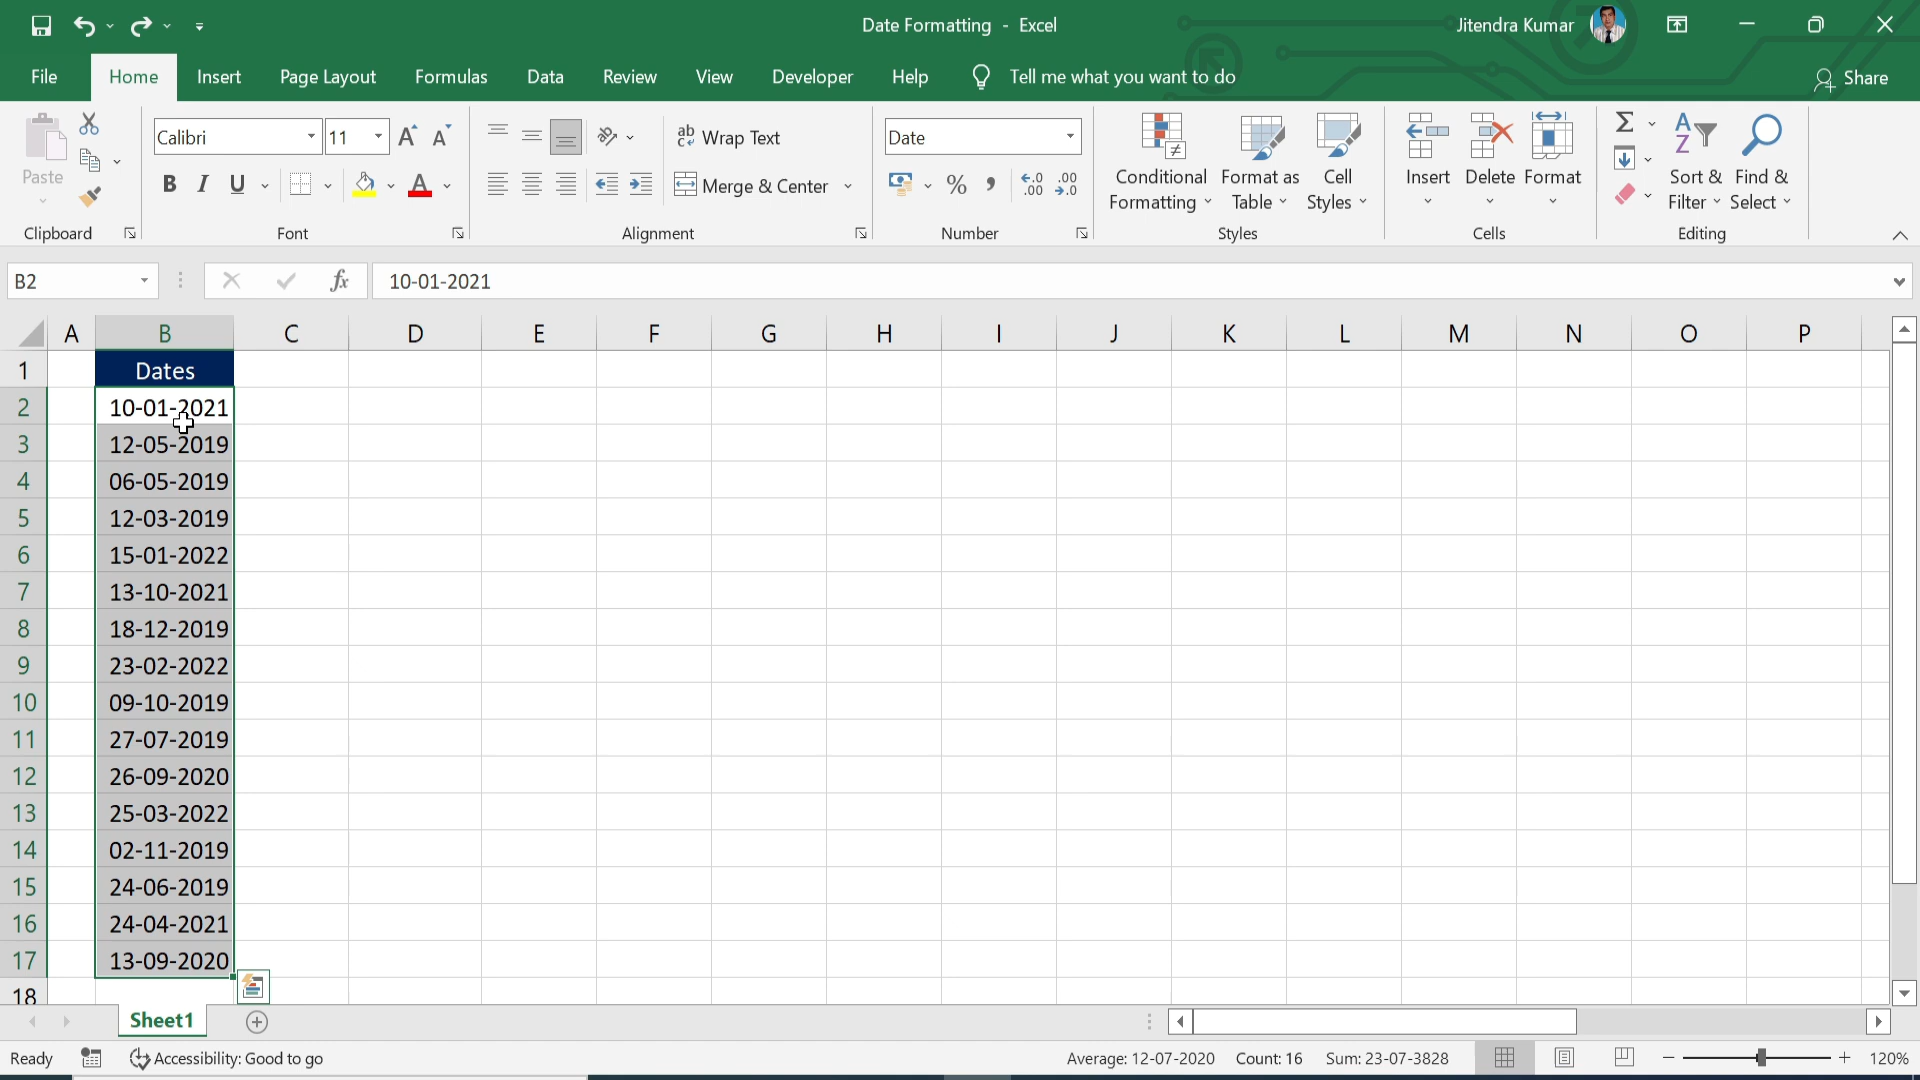 Date Formatting - Excel
Jitendra Kumar
File Home Insert Page Layout Formulas Data Review View Developer Help Tell me what you want to do Share
Paste
Clipboard
Calibri 11
B I U
Font
Wrap Text
Merge & Center
Alignment
Date
Number
Conditional Formatting
Format as Table
Cell Styles
Styles
Insert Delete Format
Cells
Sort & Filter
Find & Select
Editing
B2 fx 10-01-2021
A B C D E F G H I J K L M N O P
1 Dates
2 10-01-2021
3 12-05-2019
4 06-05-2019
5 12-03-2019
6 15-01-2022
7 13-10-2021
8 18-12-2019
9 23-02-2022
10 09-10-2019
11 27-07-2019
12 26-09-2020
13 25-03-2022
14 02-11-2019
15 24-06-2019
16 24-04-2021
17 13-09-2020
18
Sheet1
Ready Accessibility: Good to go Average: 12-07-2020 Count: 16 Sum: 23-07-3828 120%